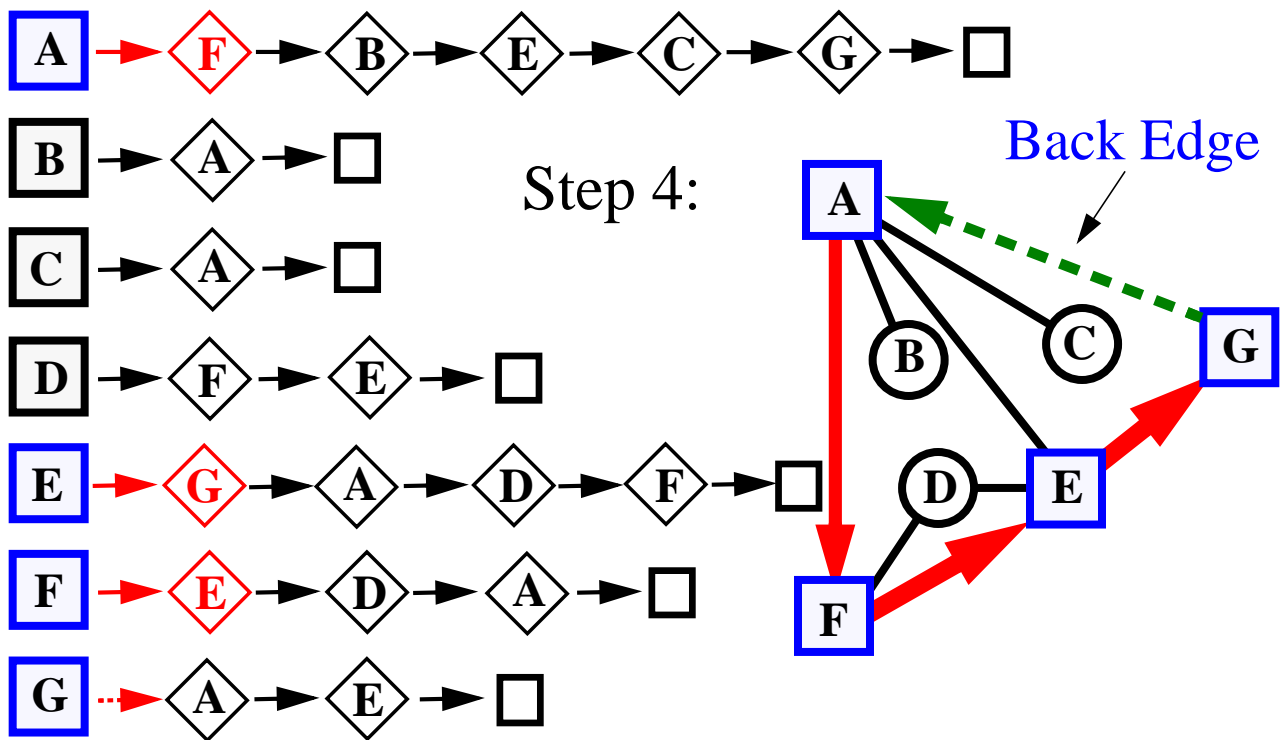 A F B E C G
B A
C A
D F E
E G A D F
F E D A
G A E
Step 4:
Back Edge
A
B
C
G
D
E
F